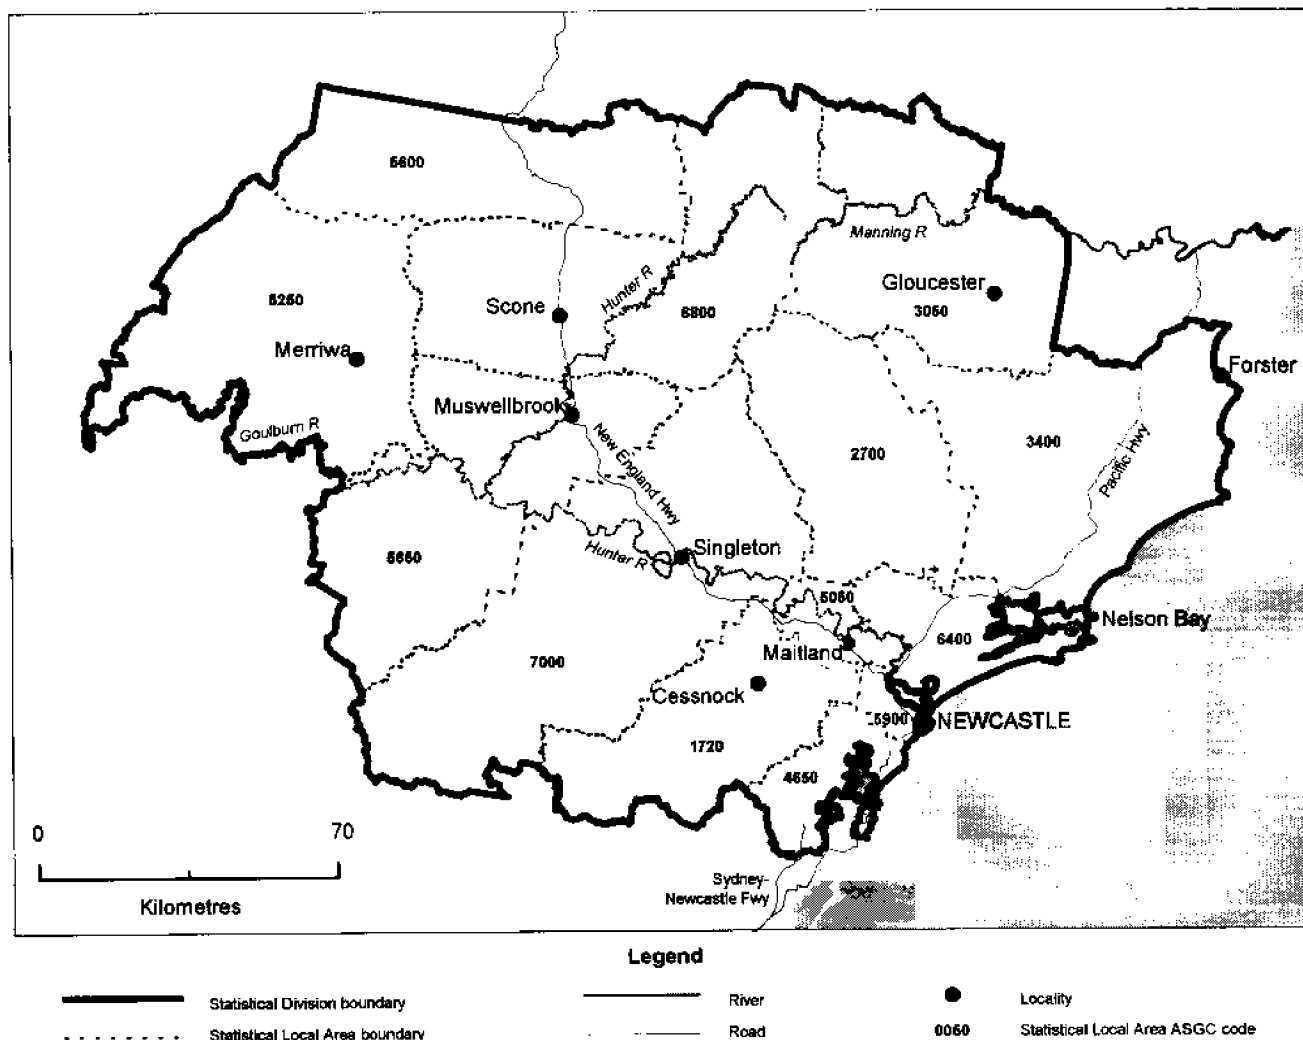 5600
Manning R
Hunter R
Gloucester
3050
5250
Scone
6800
Merriwa
Forster
Muswellbrook
Goulburn R
New England Hwy
2700
3400
Pacific Hwy
5650
Singleton
Hunter R
5050
Nelson Bay
6400
Maitland
7000
Cessnock
5900
NEWCASTLE
1720
4650
0 70
Kilometres
Sydney-
Newcastle Fwy
Legend
Statistical Division boundary
River
Locality
Statistical Local Area boundary
Road
0050
Statistical Local Area ASGC code